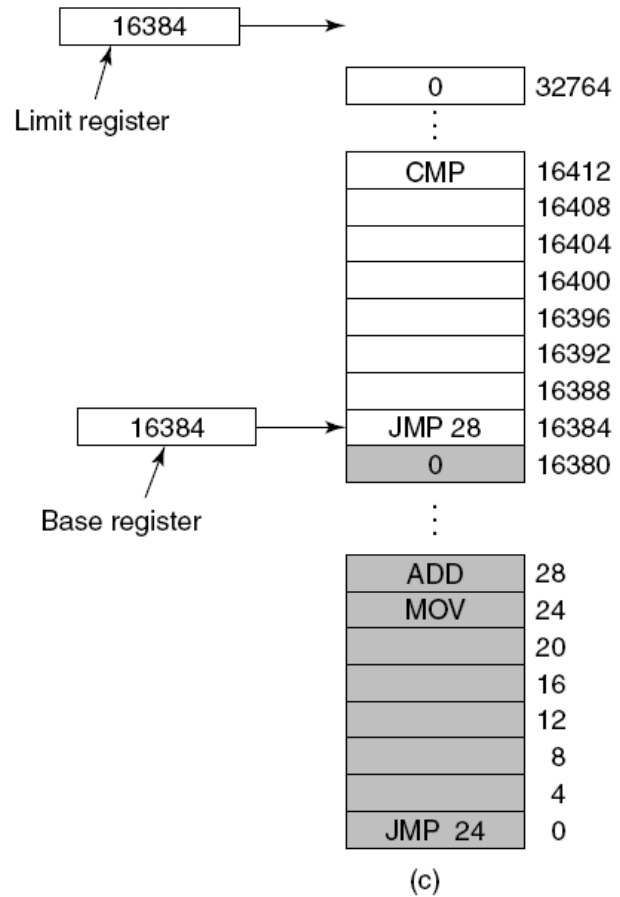 16384
Limit register
0 32764
⋮
CMP 16412
16408
16404
16400
16396
16392
16388
16384 JMP 28 16384
0 16380
Base register
⋮
ADD 28
MOV 24
20
16
12
8
4
JMP 24 0
(c)